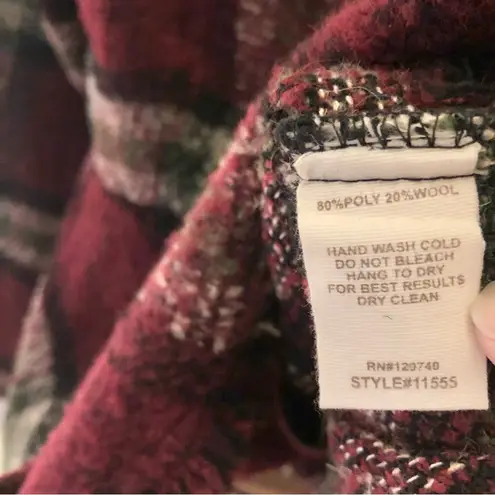 80%POLY 20%WOOL
HAND WASH COLD
DO NOT BLEACH
HANG TO DRY
FOR BEST RESULTS
DRY CLEAN
RN#120740
STYLE#11555